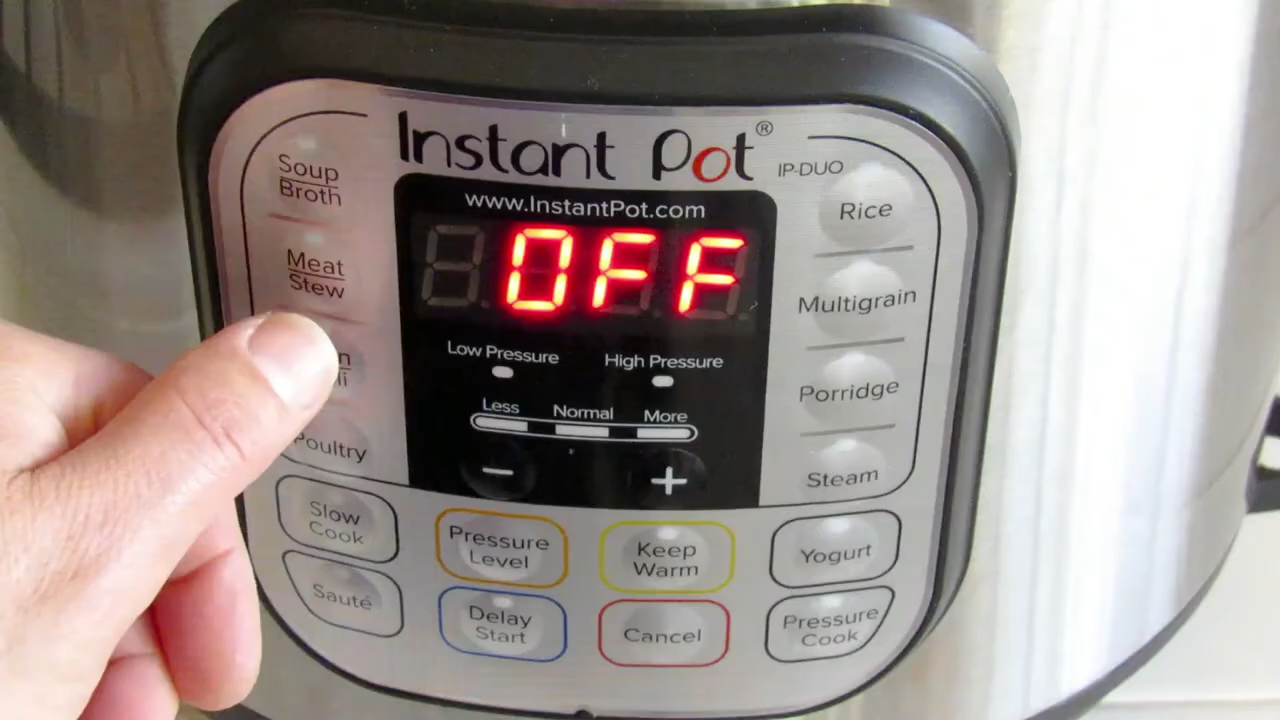 Instant Pot®
IP-DUO
www.InstantPot.com
OFF
Low Pressure
High Pressure
Less
Normal
More
−
+
Soup
Broth
Meat
Stew
Poultry
Slow
Cook
Sauté
Pressure
Level
Delay
Start
Keep
Warm
Cancel
Rice
Multigrain
Porridge
Steam
Yogurt
Pressure
Cook